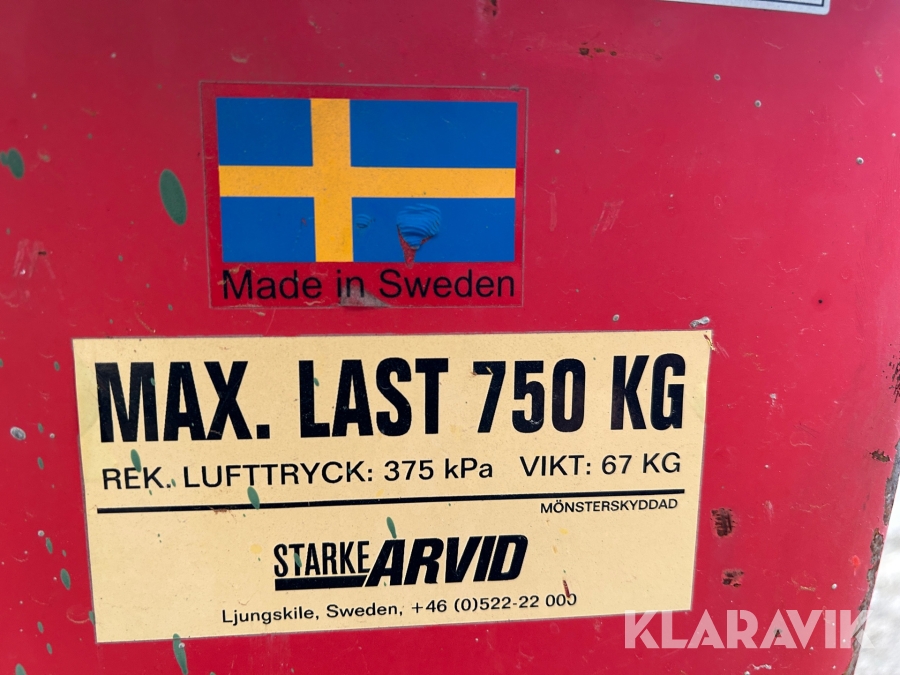 Made in Sweden
MAX. LAST 750 KG
REK. LUFTTRYCK: 375 kPa VIKT: 67 KG
MÖNSTERSKYDDAD
STARKE ARVID
Ljungskile, Sweden, +46 (0)522-22 000
KLARAVIK